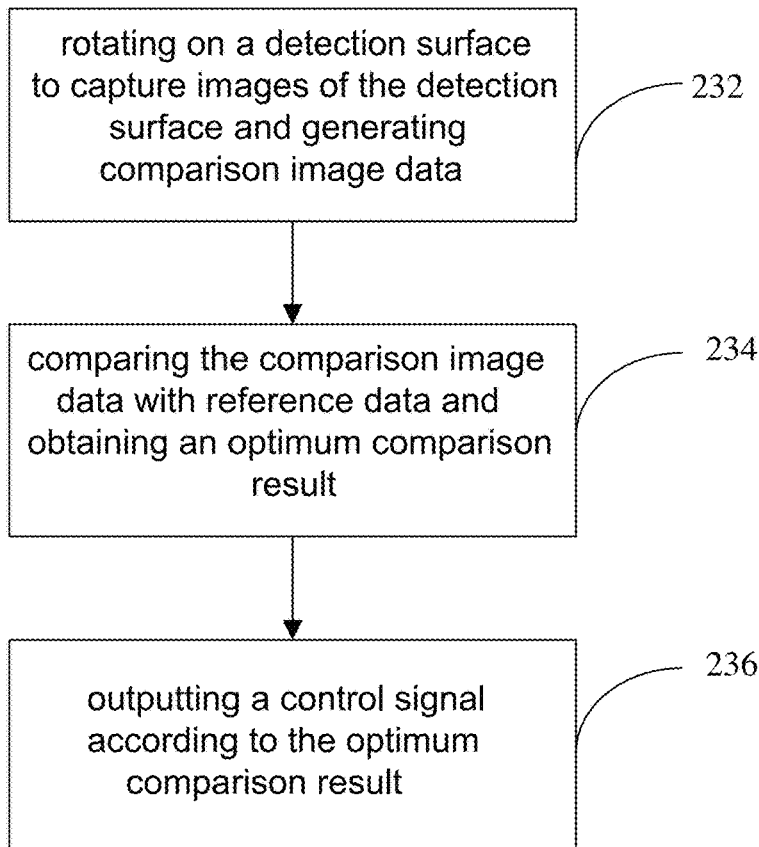 rotating on a detection surface
to capture images of the detection
surface and generating
comparison image data
232
comparing the comparison image
data with reference data and
obtaining an optimum comparison
result
234
outputting a control signal
according to the optimum
comparison result
236